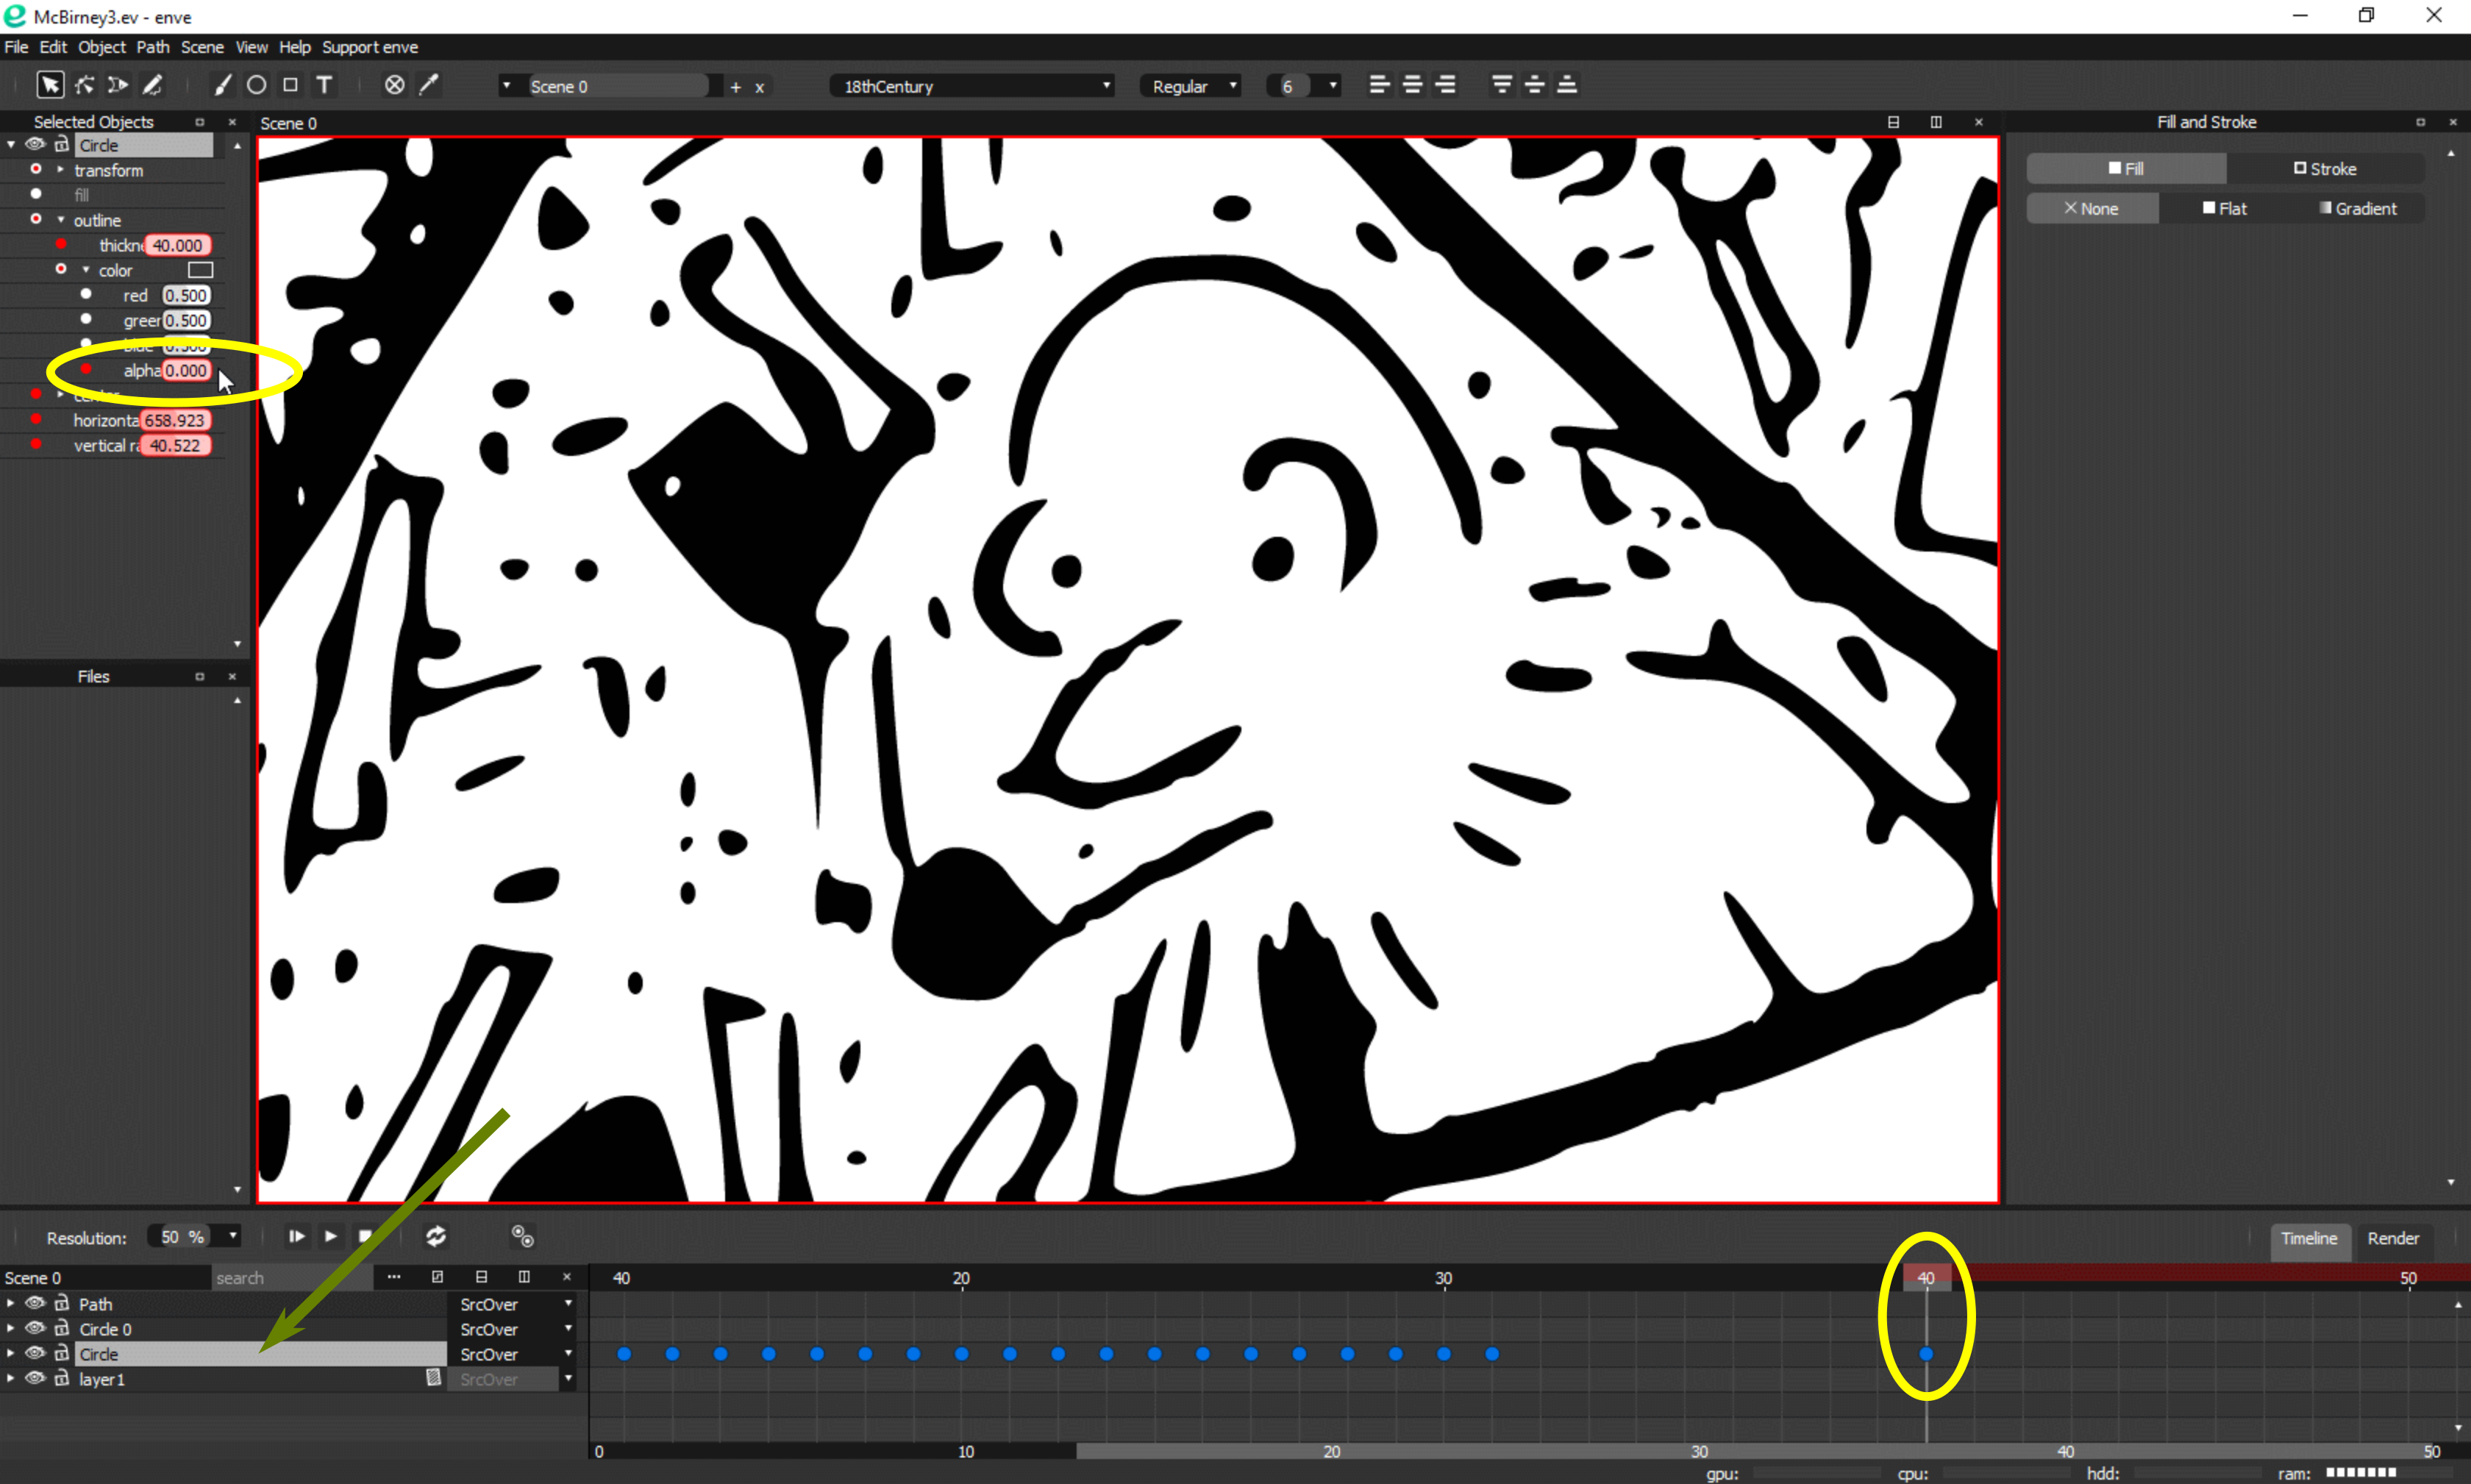 McBirney3.ev - enve
File Edit Object Path Scene View Help Support enve
T Scene 0 + x 18thCentury Regular 6
Selected Objects
Scene 0
Fill and Stroke
Circle
transform
fill
outline
thickne 40.000
color
red 0.500
green 0.500
blue 0.500
alpha 0.000
center
horizonta 658.923
vertical ra 40.522
Fill Stroke
None Flat Gradient
Files
Resolution: 50 %
Timeline Render
Scene 0 search ... 40 20 30 40 50
Path SrcOver
Circle 0 SrcOver
Circle SrcOver
layer1 SrcOver
0 10 20 30 40 50
gpu: cpu: hdd: ram: